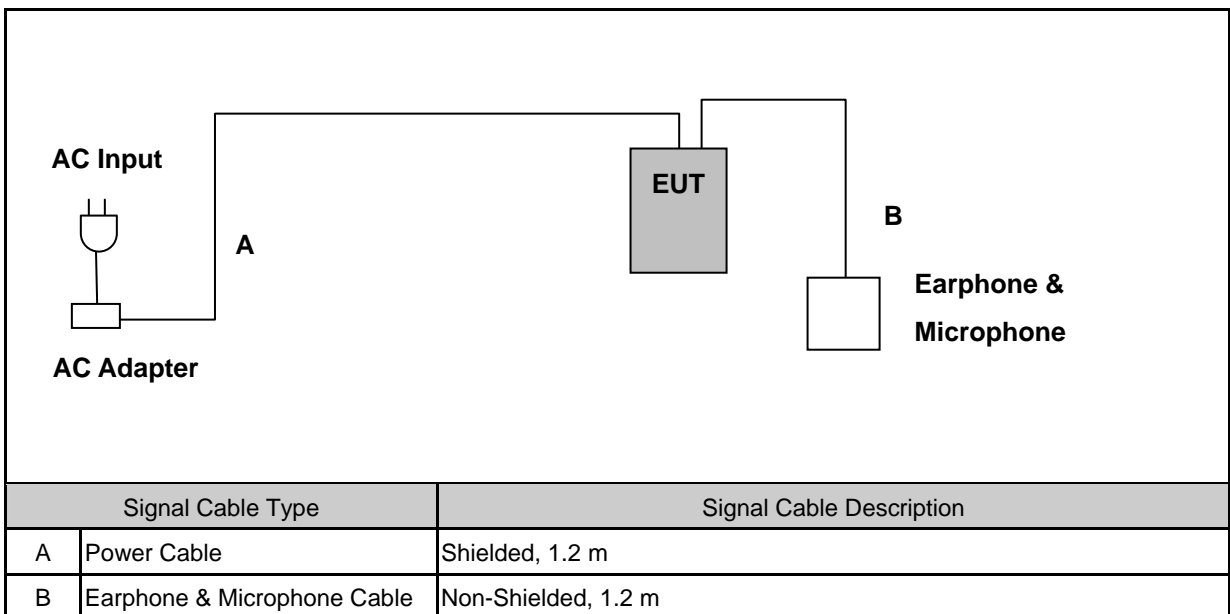 AC Input
EUT
B
A
Earphone &
Microphone
AC Adapter
Signal Cable Type Signal Cable Description
A Power Cable Shielded, 1.2 m
B Earphone & Microphone Cable Non-Shielded, 1.2 m